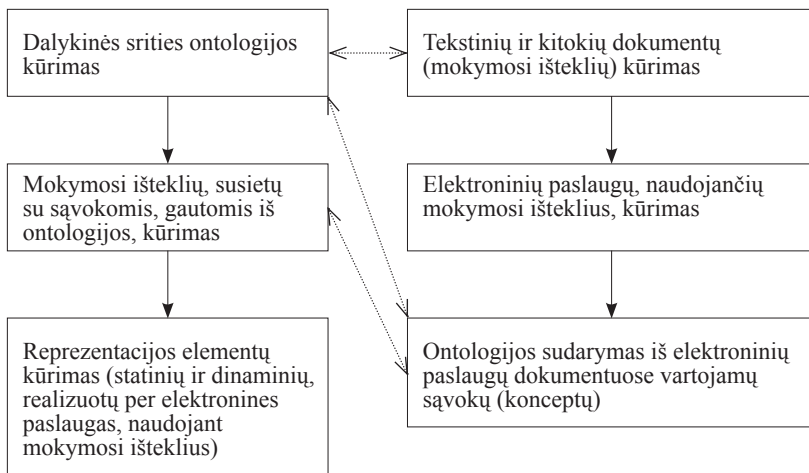 Dalykinės srities ontologijos
kūrimas
Tekstinių ir kitokių dokumentų
(mokymosi išteklių) kūrimas
Mokymosi išteklių, susietų
su sąvokomis, gautomis iš
ontologijos, kūrimas
Elektroninių paslaugų, naudojančių
mokymosi išteklius, kūrimas
Reprezentacijos elementų
kūrimas (statinių ir dinaminių,
realizuotų per elektronines
paslaugas, naudojant
mokymosi išteklius)
Ontologijos sudarymas iš elektroninių
paslaugų dokumentuose vartojamų
sąvokų (konceptų)